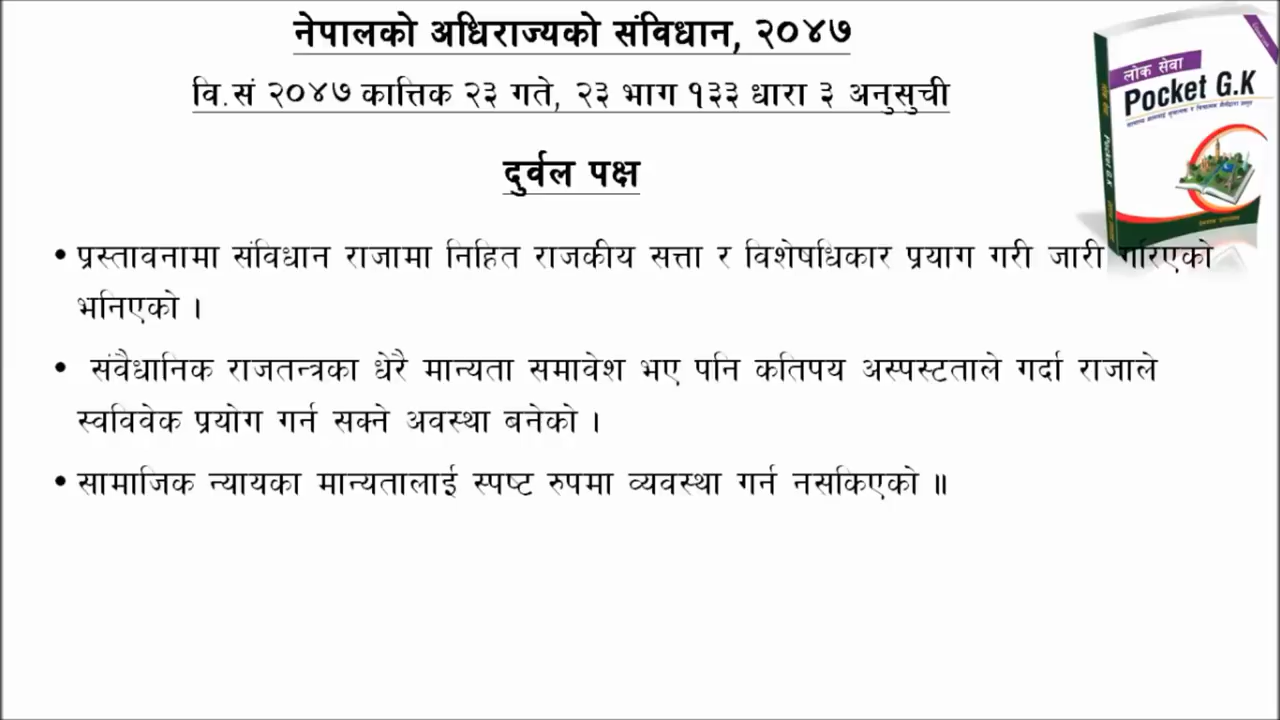 नेपालको अधिराज्यको संविधान, २०४७
वि.सं २०४७ कात्तिक २३ गते, २३ भाग १३३ धारा ३ अनुसुची
दुर्वल पक्ष
लोक सेवा
Pocket G.K
Pocket G.K
• प्रस्तावनामा संविधान राजामा निहित राजकीय सत्ता र विशेषधिकार प्रयाग गरी जारी गरिएको
भनिएको ।
• संवैधानिक राजतन्त्रका धेरै मान्यता समावेश भए पनि कतिपय अस्पस्टताले गर्दा राजाले
स्वविवेक प्रयोग गर्न सक्ने अवस्था बनेको ।
• सामाजिक न्यायका मान्यतालाई स्पष्ट रुपमा व्यवस्था गर्न नसकिएको ॥